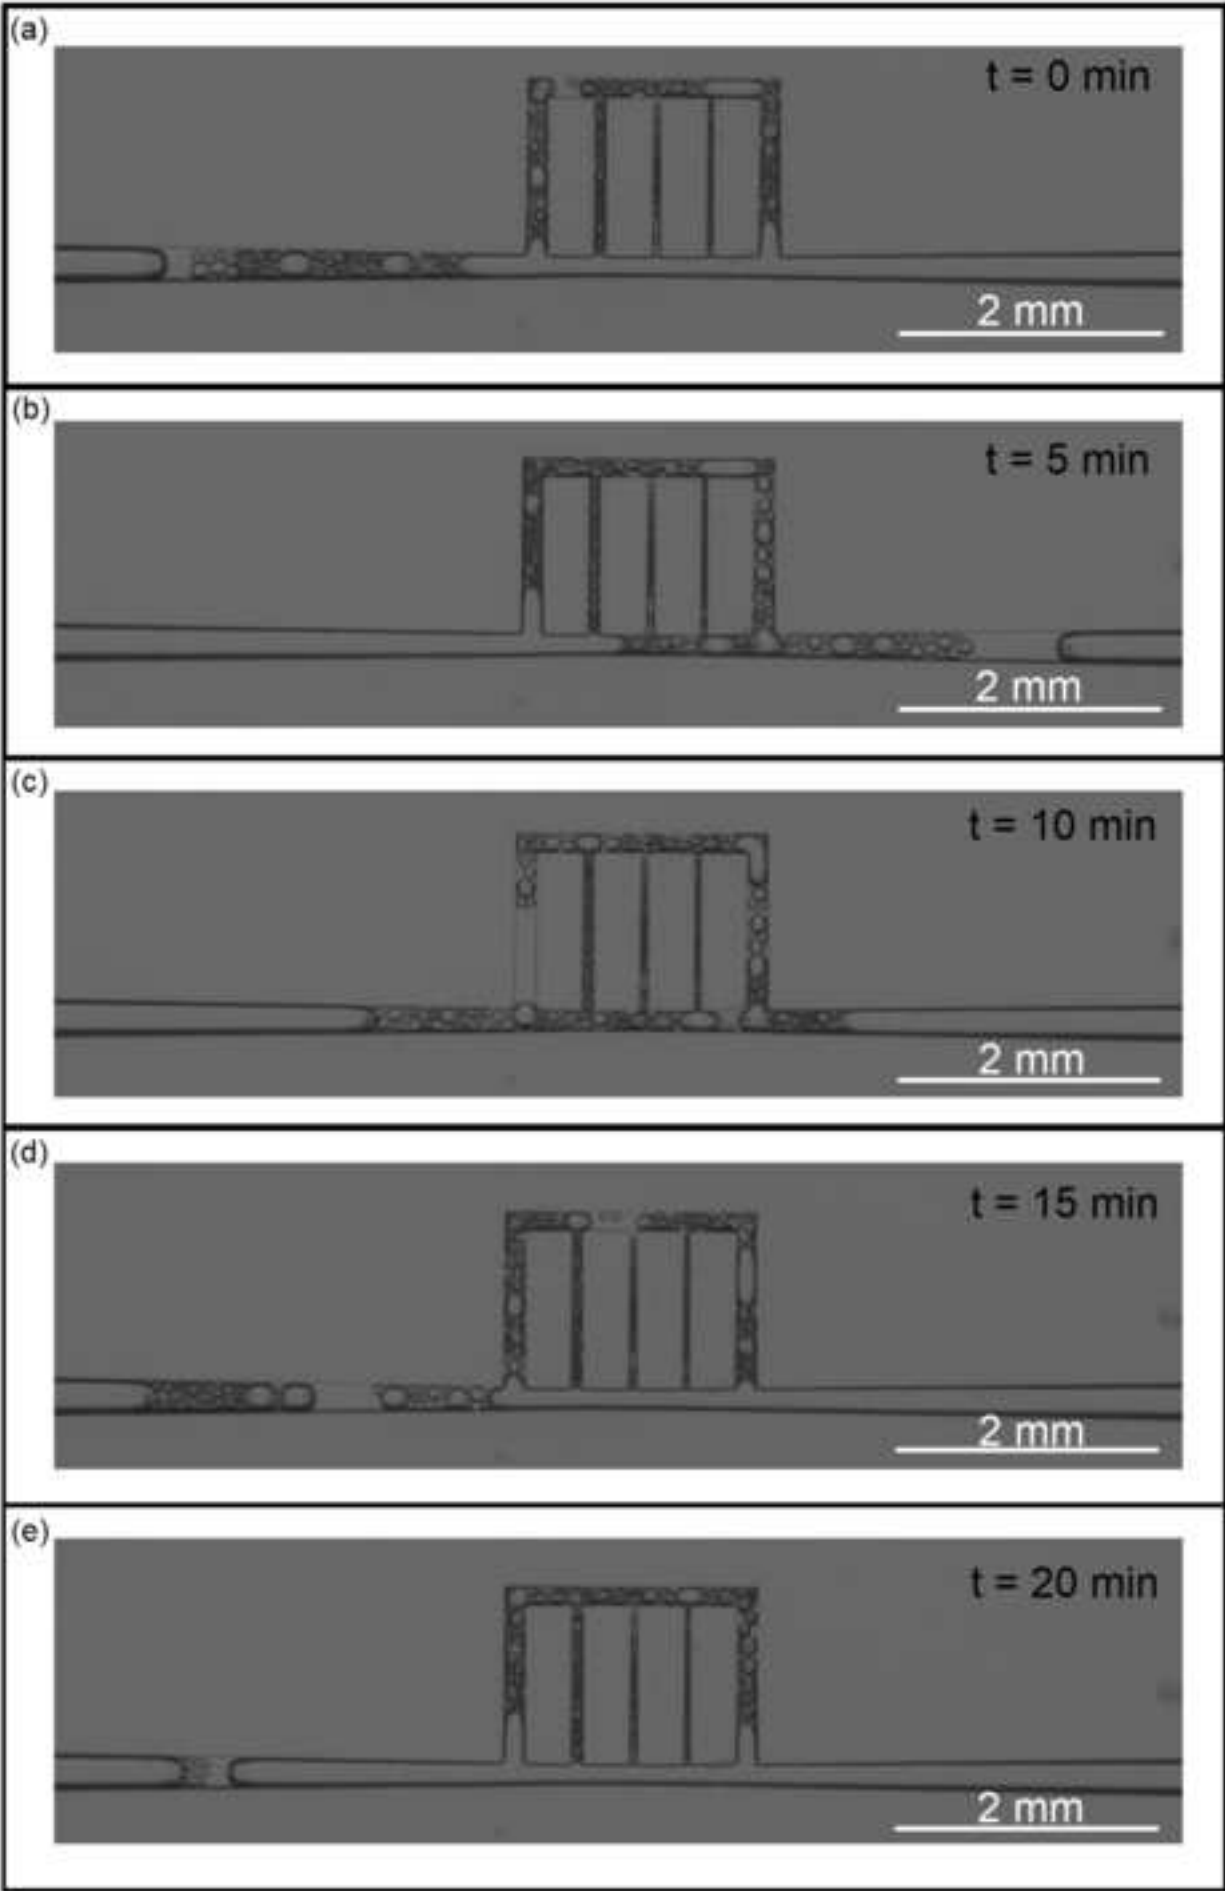 (a)
t = 0 min
2 mm
(b)
t = 5 min
2 mm
(c)
t = 10 min
2 mm
(d)
t = 15 min
2 mm
(e)
t = 20 min
2 mm